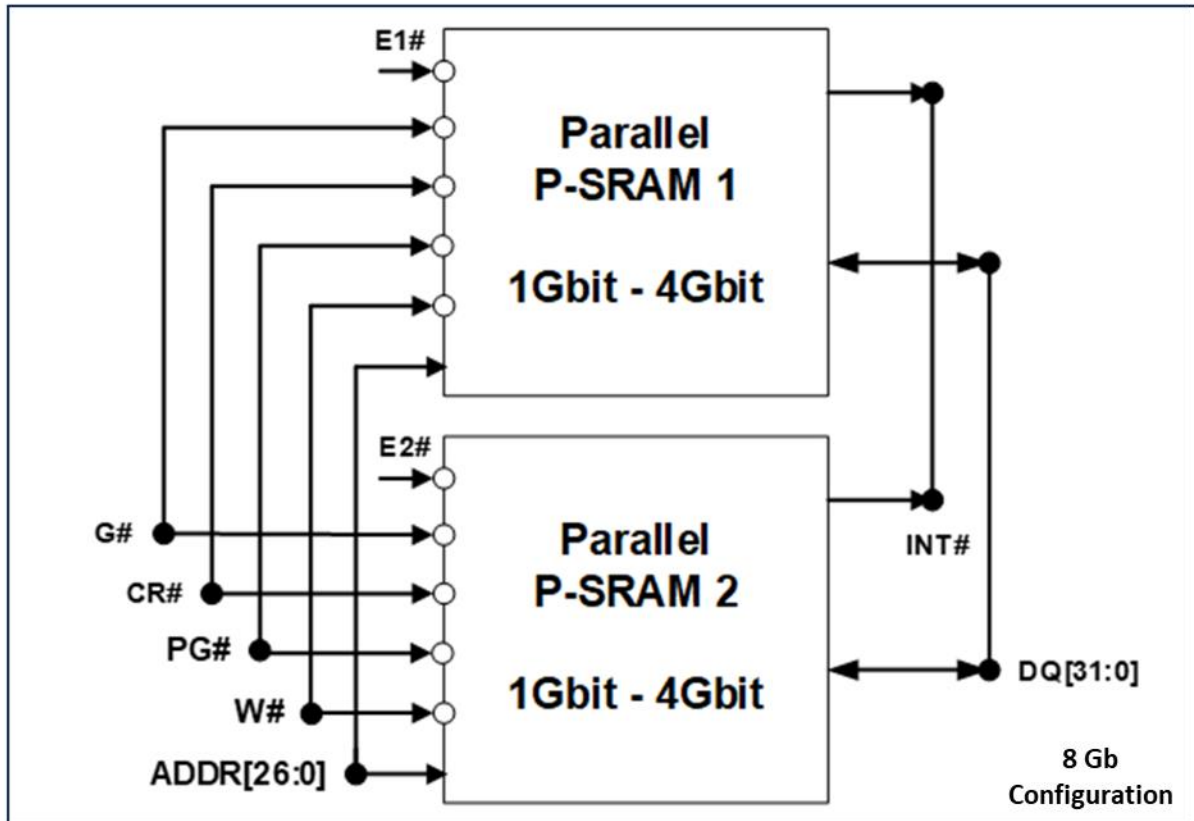 E1#
Parallel
P-SRAM 1
1Gbit - 4Gbit
E2#
G#
Parallel
P-SRAM 2
INT#
CR#
PG#
1Gbit - 4Gbit
DQ[31:0]
W#
ADDR[26:0]
8 Gb
Configuration